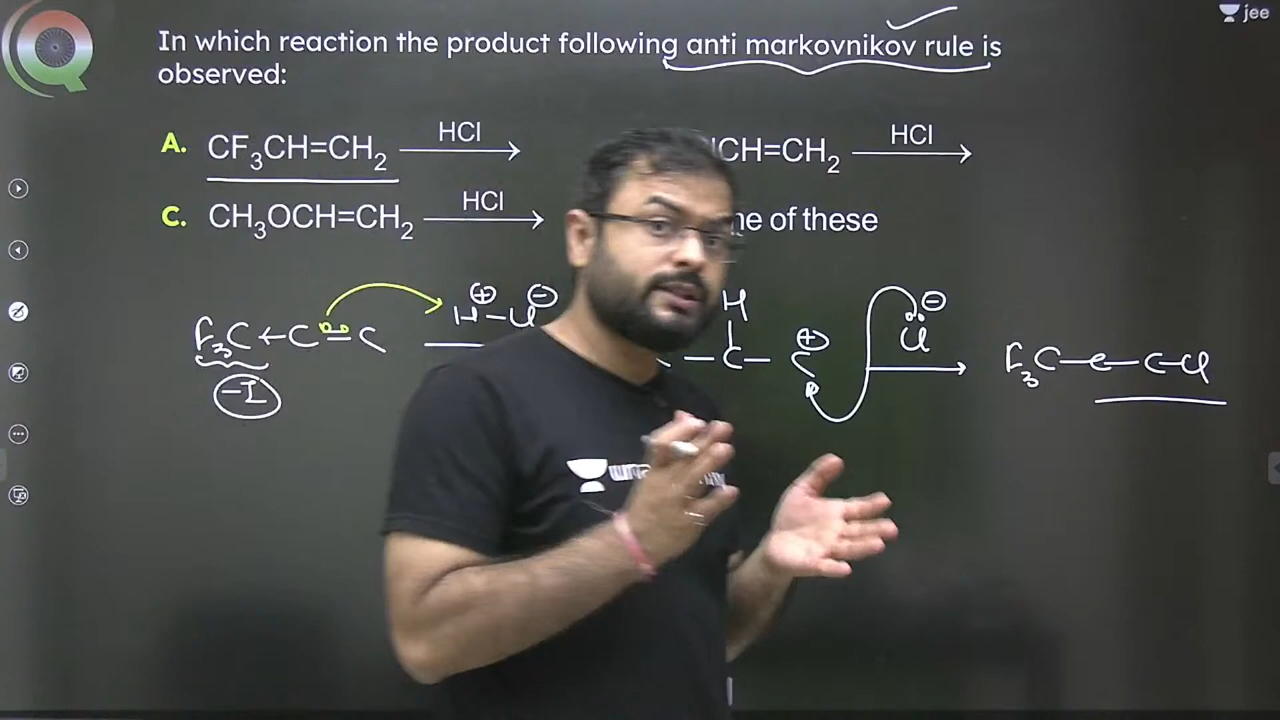 jee
In which reaction the product following anti markovnikov rule is
observed:
A. CF₃CH=CH₂ HCl CH=CH₂ HCl
C. CH₃OCH=CH₂ HCl of these
H ⊕ ⊖ H ⊖
F₃C ← C = C H – Cl – C – C ⊕ Cl F₃C – C – C – Cl
-I